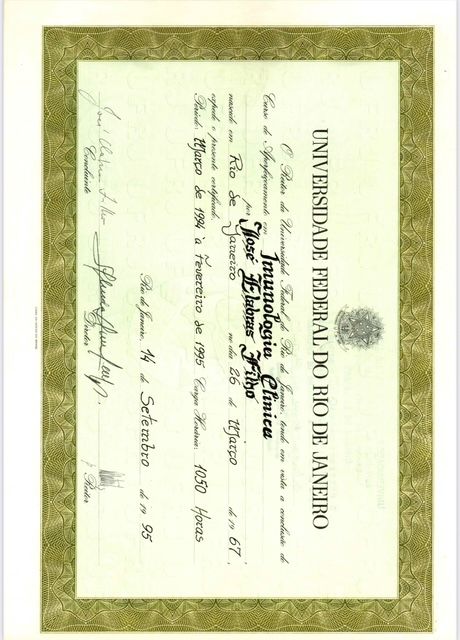 UNIVERSIDADE FEDERAL DO RIO DE JANEIRO
O Reitor da Universidade Federal do Rio de Janeiro, tendo em vista a conclusão do
Curso de Aperfeiçoamento em Imunologia Clínica
por José Elabras Filho
nascido em Rio de Janeiro no dia 26 de Março de 19 67,
expede o presente certificado.
Período: Março de 1994 a Fevereiro de 1995 Carga Horária: 1050 Horas
Rio de Janeiro, 14 de Setembro de 19 95
Concluinte
Diretor
Reitor